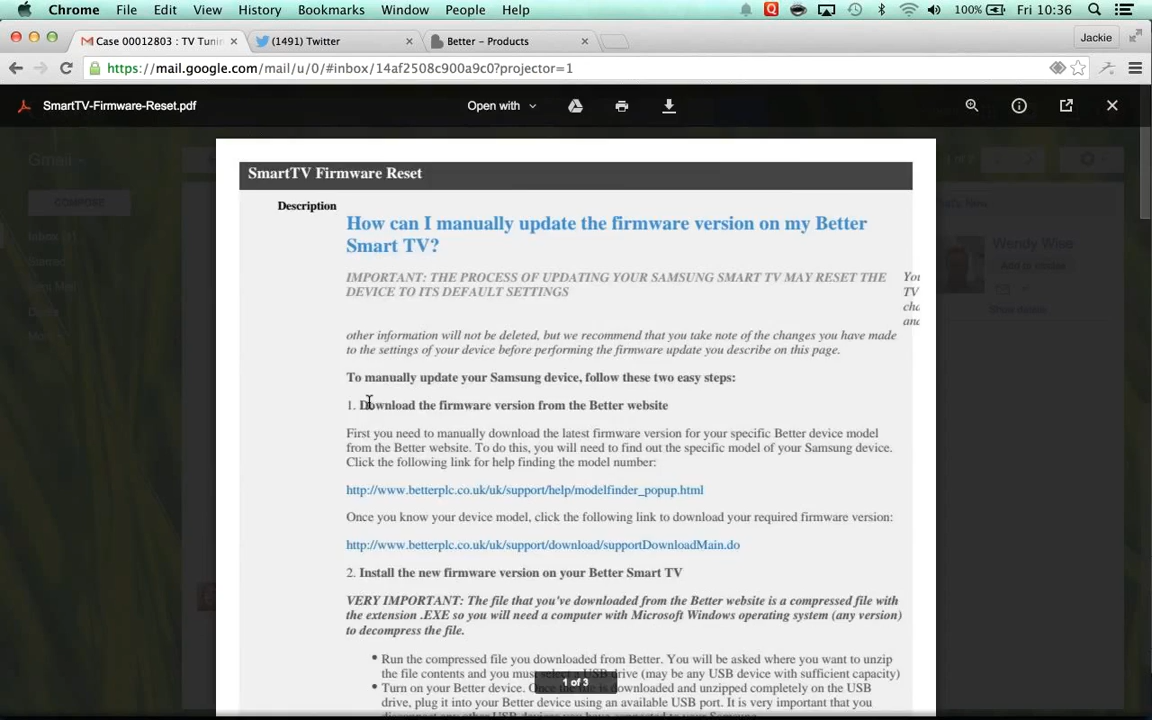 Chrome File Edit View History Bookmarks Window People Help 100% Fri 10:36
Case 00012803 : TV Tunin (1491) Twitter Better - Products Jackie
https://mail.google.com/mail/u/0/#inbox/14af2508c900a9c0?projector=1
SmartTV-Firmware-Reset.pdf Open with
Gmail
COMPOSE
Wendy Wise
SmartTV Firmware Reset
Description
How can I manually update the firmware version on my Better
Smart TV?
IMPORTANT: THE PROCESS OF UPDATING YOUR SAMSUNG SMART TV MAY RESET THE
DEVICE TO ITS DEFAULT SETTINGS
You
TV
cha
and
other information will not be deleted, but we recommend that you take note of the changes you have made
to the settings of your device before performing the firmware update you describe on this page.
To manually update your Samsung device, follow these two easy steps:
1. Download the firmware version from the Better website
First you need to manually download the latest firmware version for your specific Better device model
from the Better website. To do this, you will need to find out the specific model of your Samsung device.
Click the following link for help finding the model number:
http://www.betterplc.co.uk/uk/support/help/modelfinder_popup.html
Once you know your device model, click the following link to download your required firmware version:
http://www.betterplc.co.uk/uk/support/download/supportDownloadMain.do
2. Install the new firmware version on your Better Smart TV
VERY IMPORTANT: The file that you've downloaded from the Better website is a compressed file with
the extension .EXE so you will need a computer with Microsoft Windows operating system (any version)
to decompress the file.
• Run the compressed file you downloaded from Better. You will be asked where you want to unzip
the file contents and you must select a USB drive (may be any USB device with sufficient capacity)
• Turn on your Better device. Once the file is downloaded and unzipped completely on the USB
drive, plug it into your Better device using an available USB port. It is very important that you
1 of 3